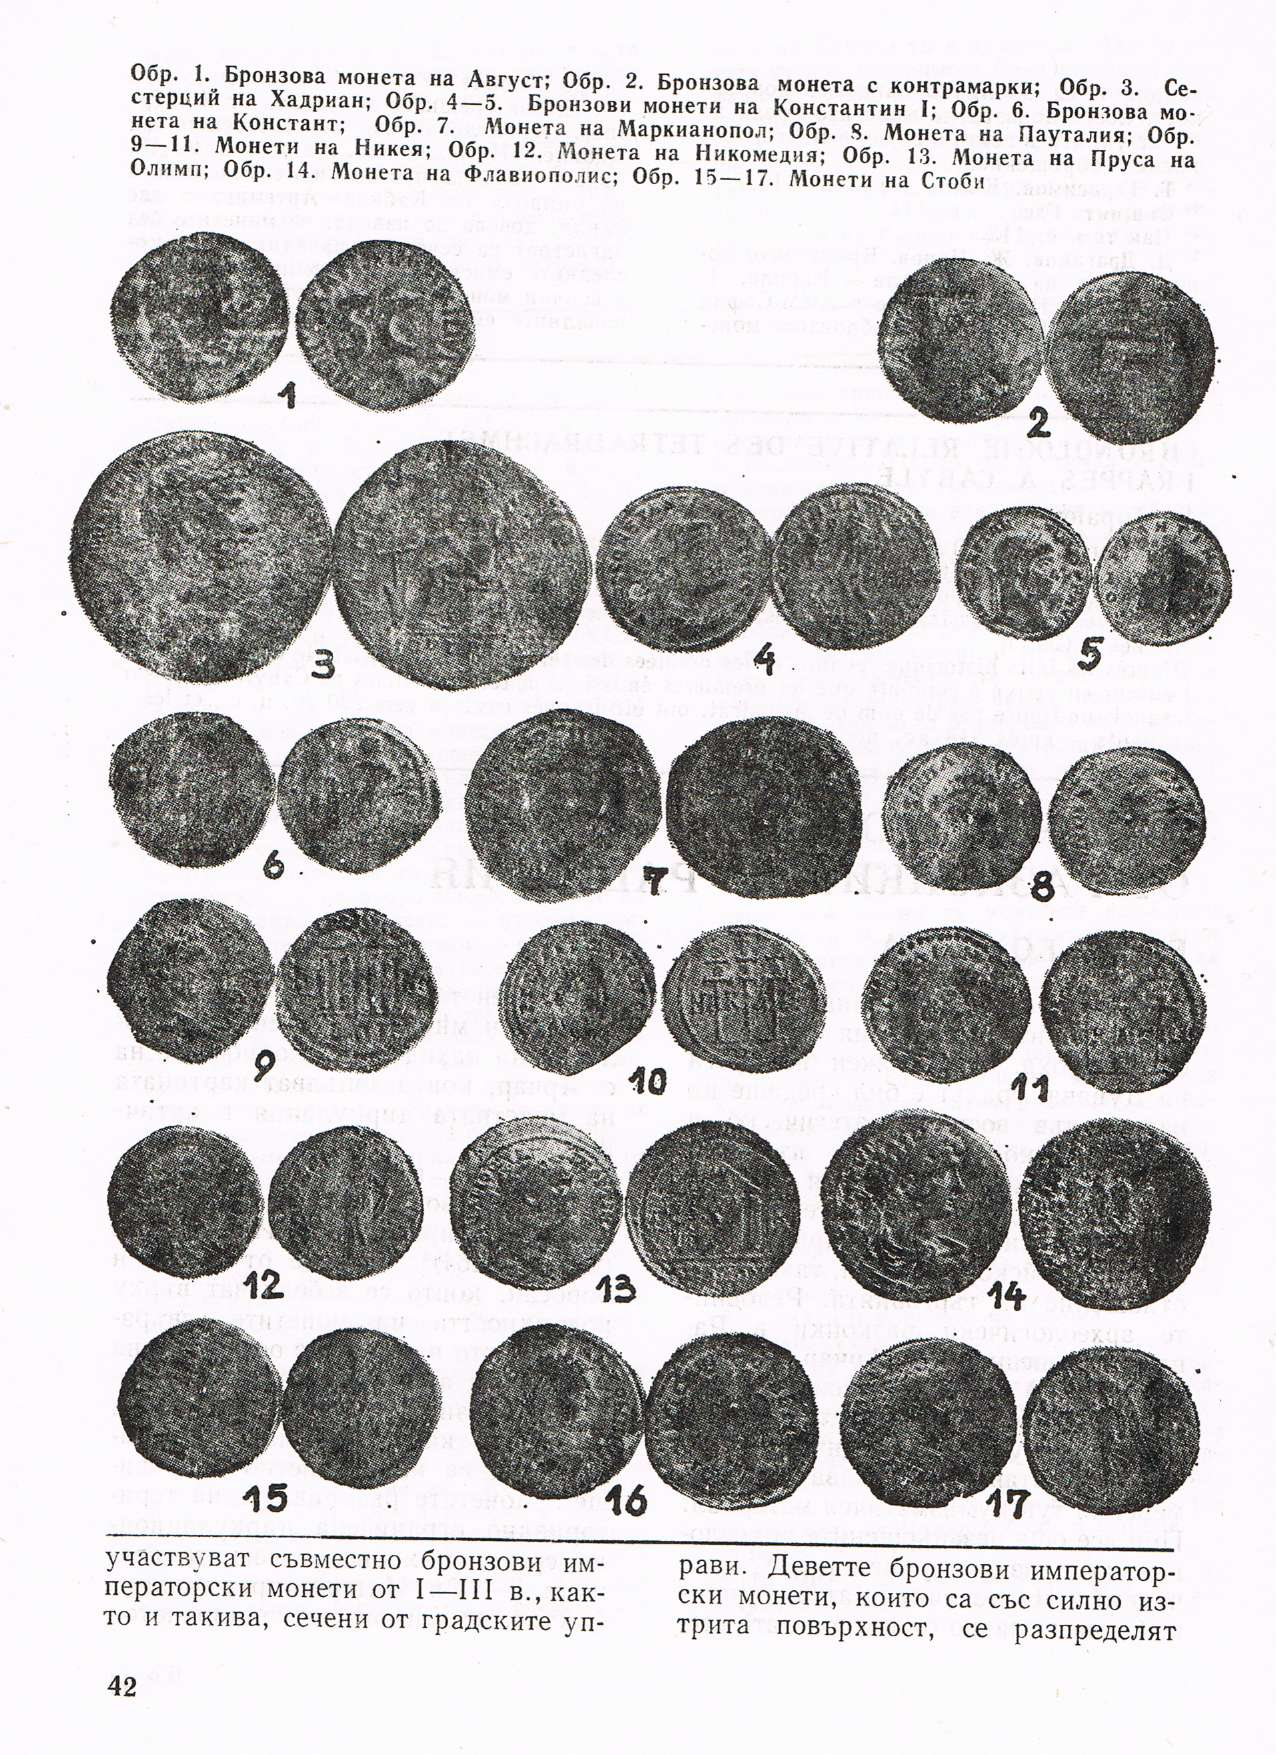 Обр. 1. Бронзова монета на Август; Обр. 2. Бронзова монета с контрамарки; Обр. 3. Се-
стерций на Хадриан; Обр. 4—5. Бронзови монети на Константин I; Обр. 6. Бронзова мо-
нета на Констант; Обр. 7. Монета на Маркианопол; Обр. 8. Монета на Пауталия; Обр.
9—11. Монети на Никея; Обр. 12. Монета на Никомедия; Обр. 13. Монета на Пруса на
Олимп; Обр. 14. Монета на Флавиополис; Обр. 15—17. Монети на Стоби
1
2
3
4
5
6
7
8
9
10
11
12
13
14
15
16
17
участвуват съвместно бронзови им-
ператорски монети от I—III в., как-
то и такива, сечени от градските уп-
рави. Деветте бронзови император-
ски монети, които са със силно из-
трита повърхност, се разпределят
42